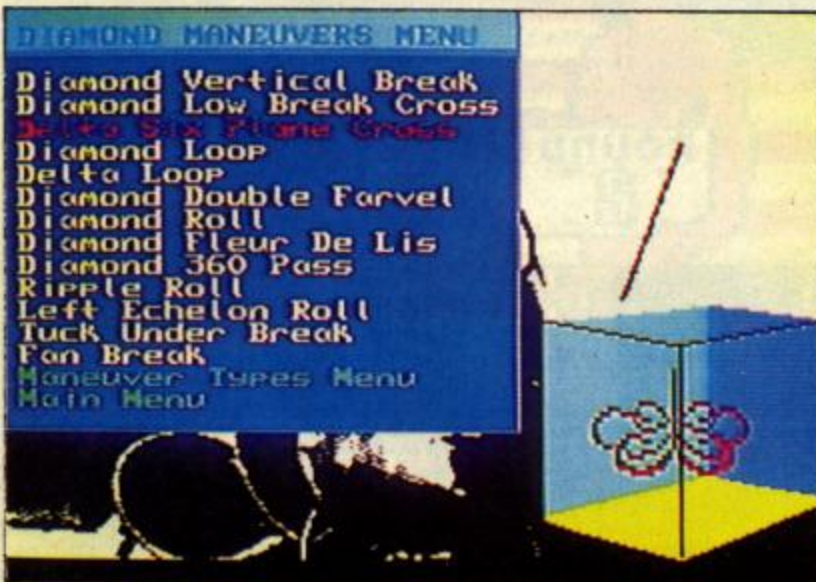 DIAMOND MANEUVERS MENU
Diamond Vertical Break
Diamond Low Break Cross
Delta Six Plane Cross
Diamond Loop
Delta Loop
Diamond Double Farvel
Diamond Roll
Diamond Fleur De Lis
Diamond 360 Pass
Ripple Roll
Left Echelon Roll
Tuck Under Break
Fan Break
Maneuver Types Menu
Main Menu